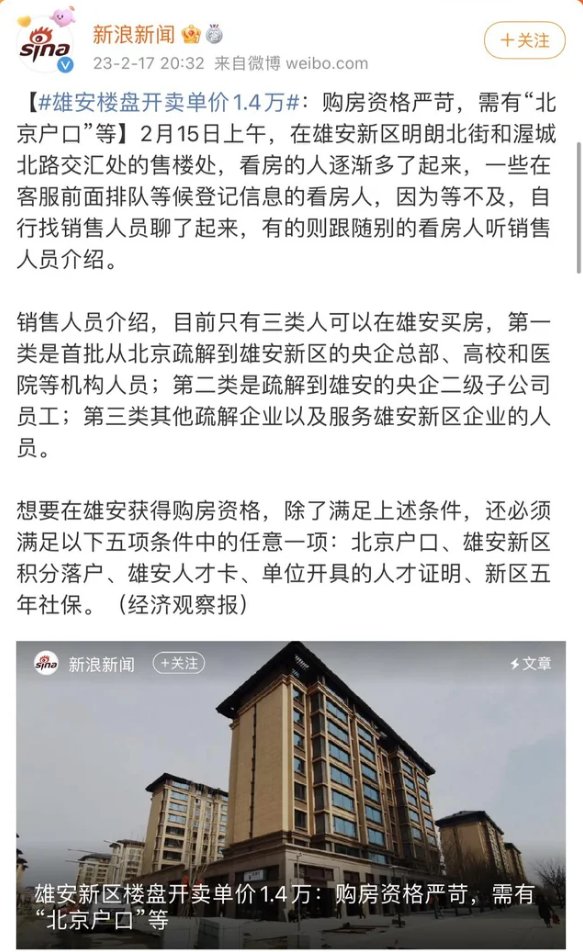 sina
新浪新闻
+关注
23-2-17 20:32 来自微博 weibo.com
【#雄安楼盘开卖单价1.4万#：购房资格严苛，需有“北
京户口”等】2月15日上午，在雄安新区明朗北街和渥城
北路交汇处的售楼处，看房的人逐渐多了起来，一些在
客服前面排队等候登记信息的看房人，因为等不及，自
行找销售人员聊了起来，有的则跟随别的看房人听销售
人员介绍。
销售人员介绍，目前只有三类人可以在雄安买房，第一
类是首批从北京疏解到雄安新区的央企总部、高校和医
院等机构人员；第二类是疏解到雄安的央企二级子公司
员工；第三类其他疏解企业以及服务雄安新区企业的人
员。
想要在雄安获得购房资格，除了满足上述条件，还必须
满足以下五项条件中的任意一项：北京户口、雄安新区
积分落户、雄安人才卡、单位开具的人才证明、新区五
年社保。（经济观察报）
sina 新浪新闻 +关注 文章
雄安新区楼盘开卖单价1.4万：购房资格严苛，需有
“北京户口”等